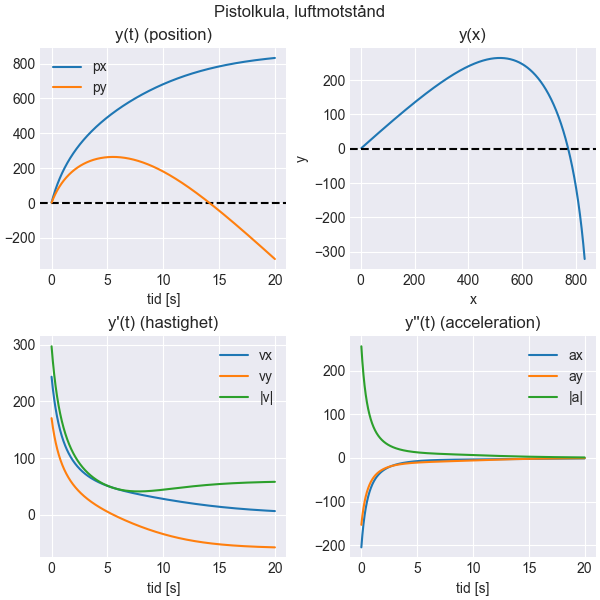 Pistolkula, luftmotstånd
y(t) (position)
px
py
800
600
400
200
0
−200
0 5 10 15 20
tid [s]
y(x)
y
200
100
0
−100
−200
−300
0 200 400 600 800
x
y'(t) (hastighet)
vx
vy
|v|
300
200
100
0
0 5 10 15 20
tid [s]
y''(t) (acceleration)
ax
ay
|a|
200
100
0
−100
−200
0 5 10 15 20
tid [s]